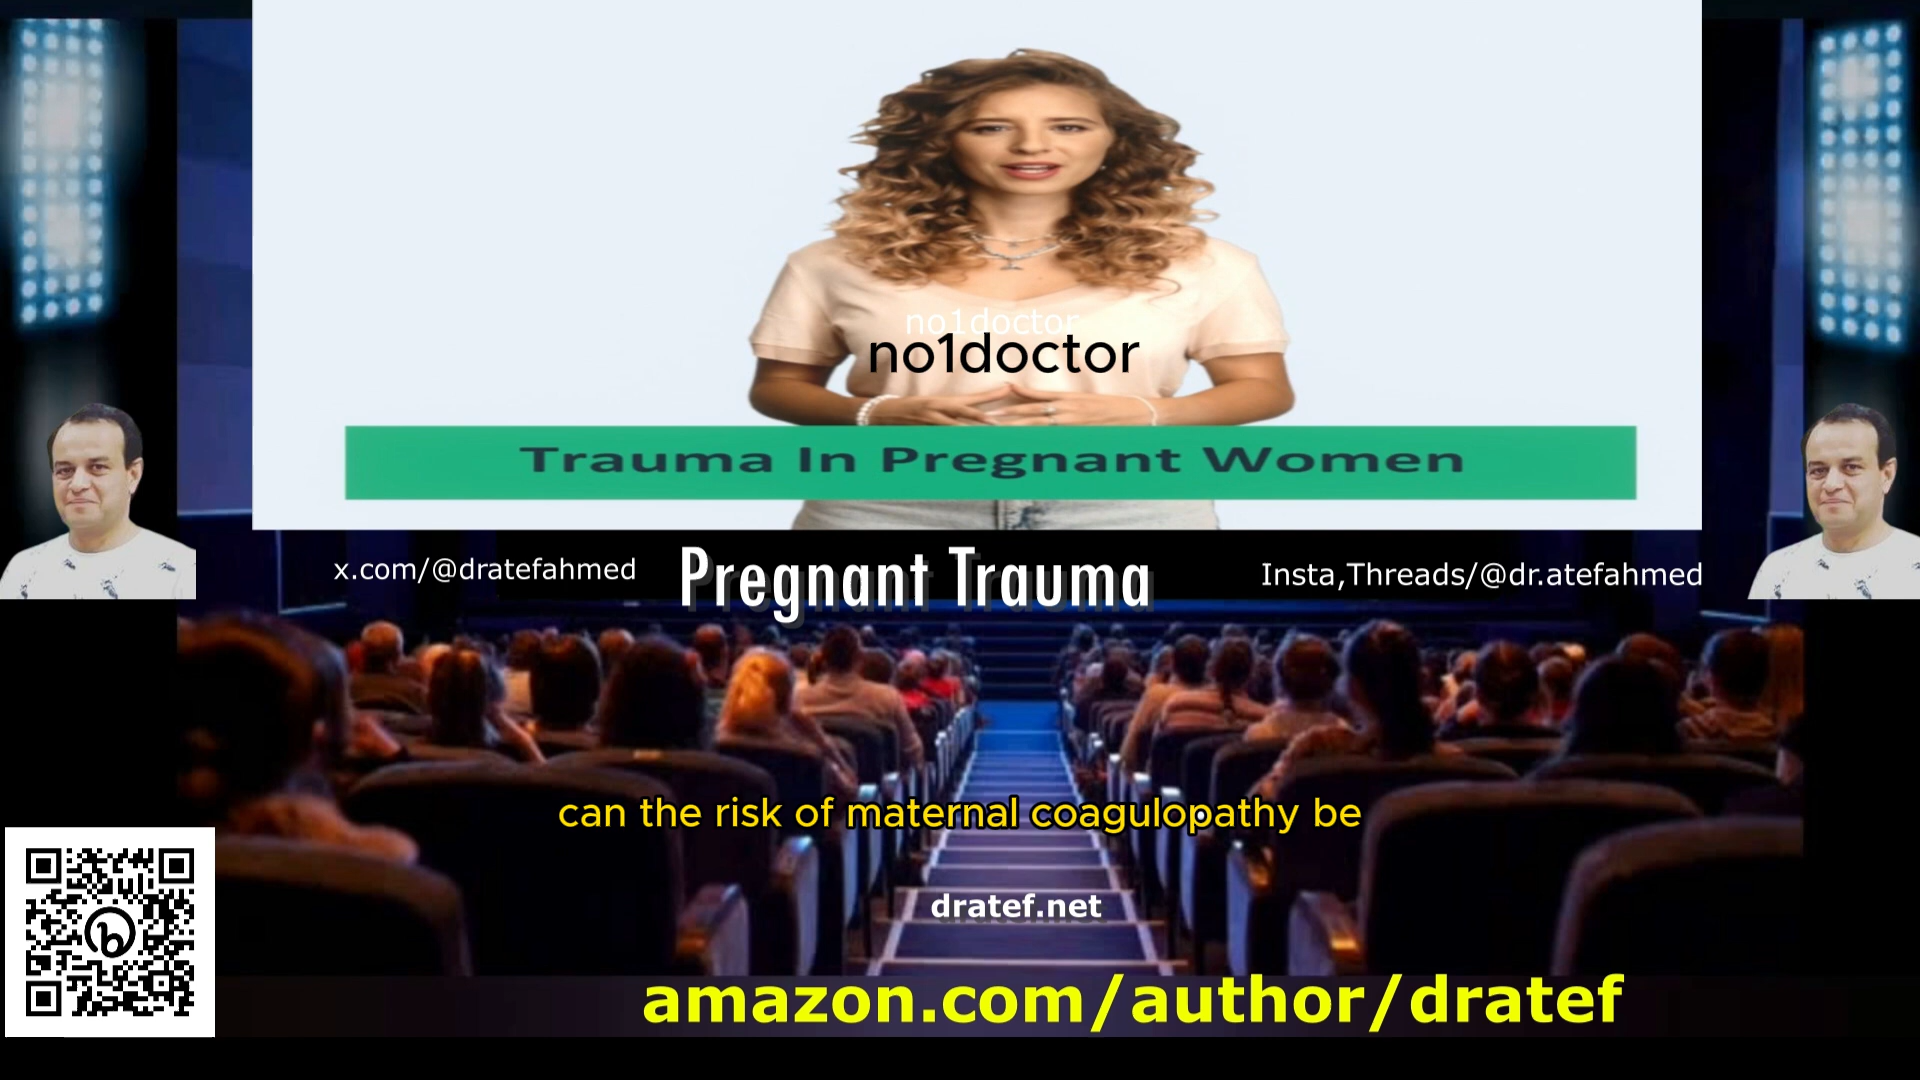 no1doctor
no1doctor
Trauma In Pregnant Women
x.com/@dratefahmed
Pregnant Trauma
Insta,Threads/@dr.atefahmed
can the risk of maternal coagulopathy be
dratef.net
amazon.com/author/dratef